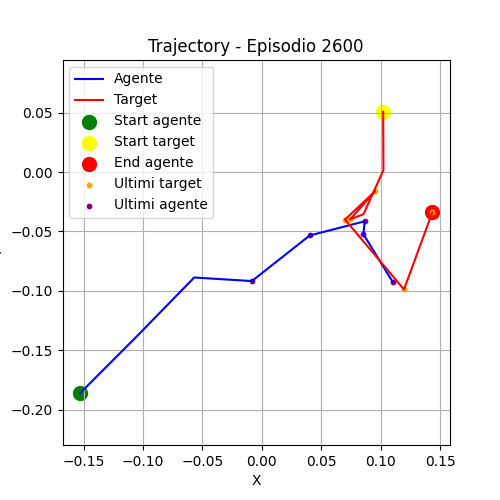 Trajectory - Episodio 2600
Agente
Target
Start agente
Start target
End agente
Ultimi target
Ultimi agente
0.05
0.00
−0.05
−0.10
−0.15
−0.20
−0.15
−0.10
−0.05
0.00
0.05
0.10
0.15
X